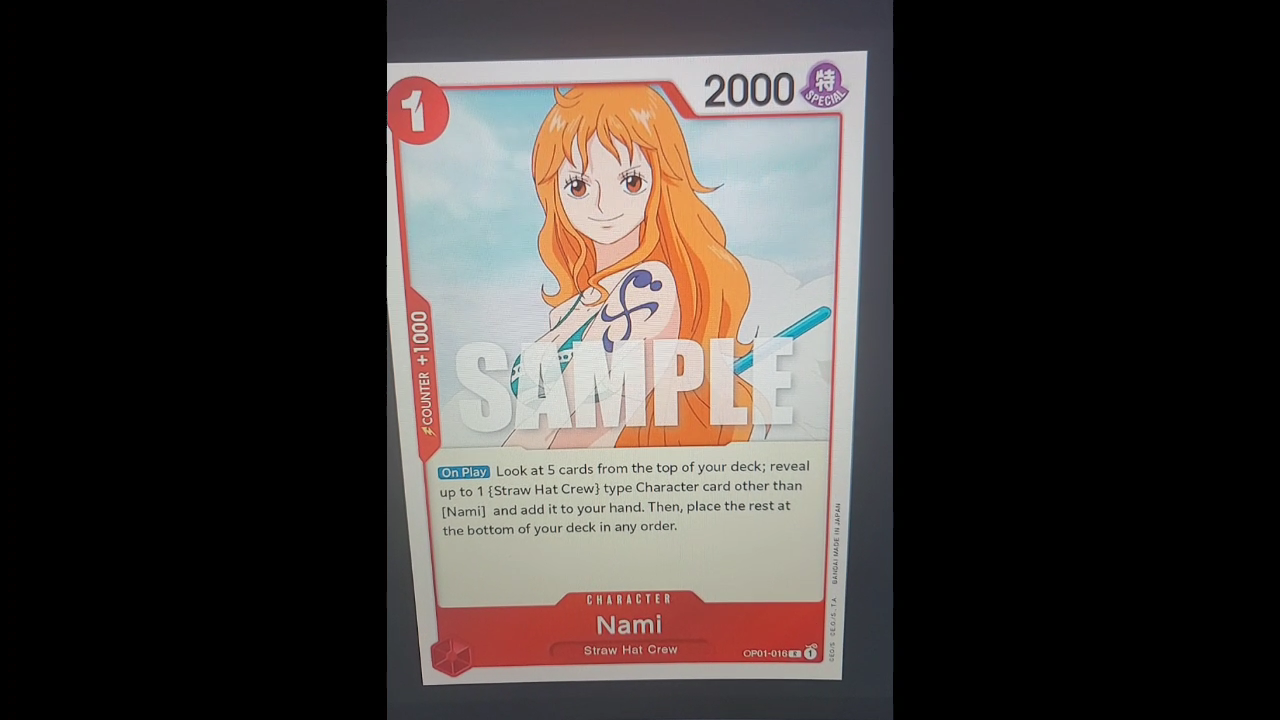 1
2000
特
SPECIAL
COUNTER +1000
SAMPLE
On Play Look at 5 cards from the top of your deck; reveal
up to 1 {Straw Hat Crew} type Character card other than
[Nami] and add it to your hand. Then, place the rest at
the bottom of your deck in any order.
CHARACTER
Nami
Straw Hat Crew
OP01-016 R 1
BANDAI MADE IN JAPAN